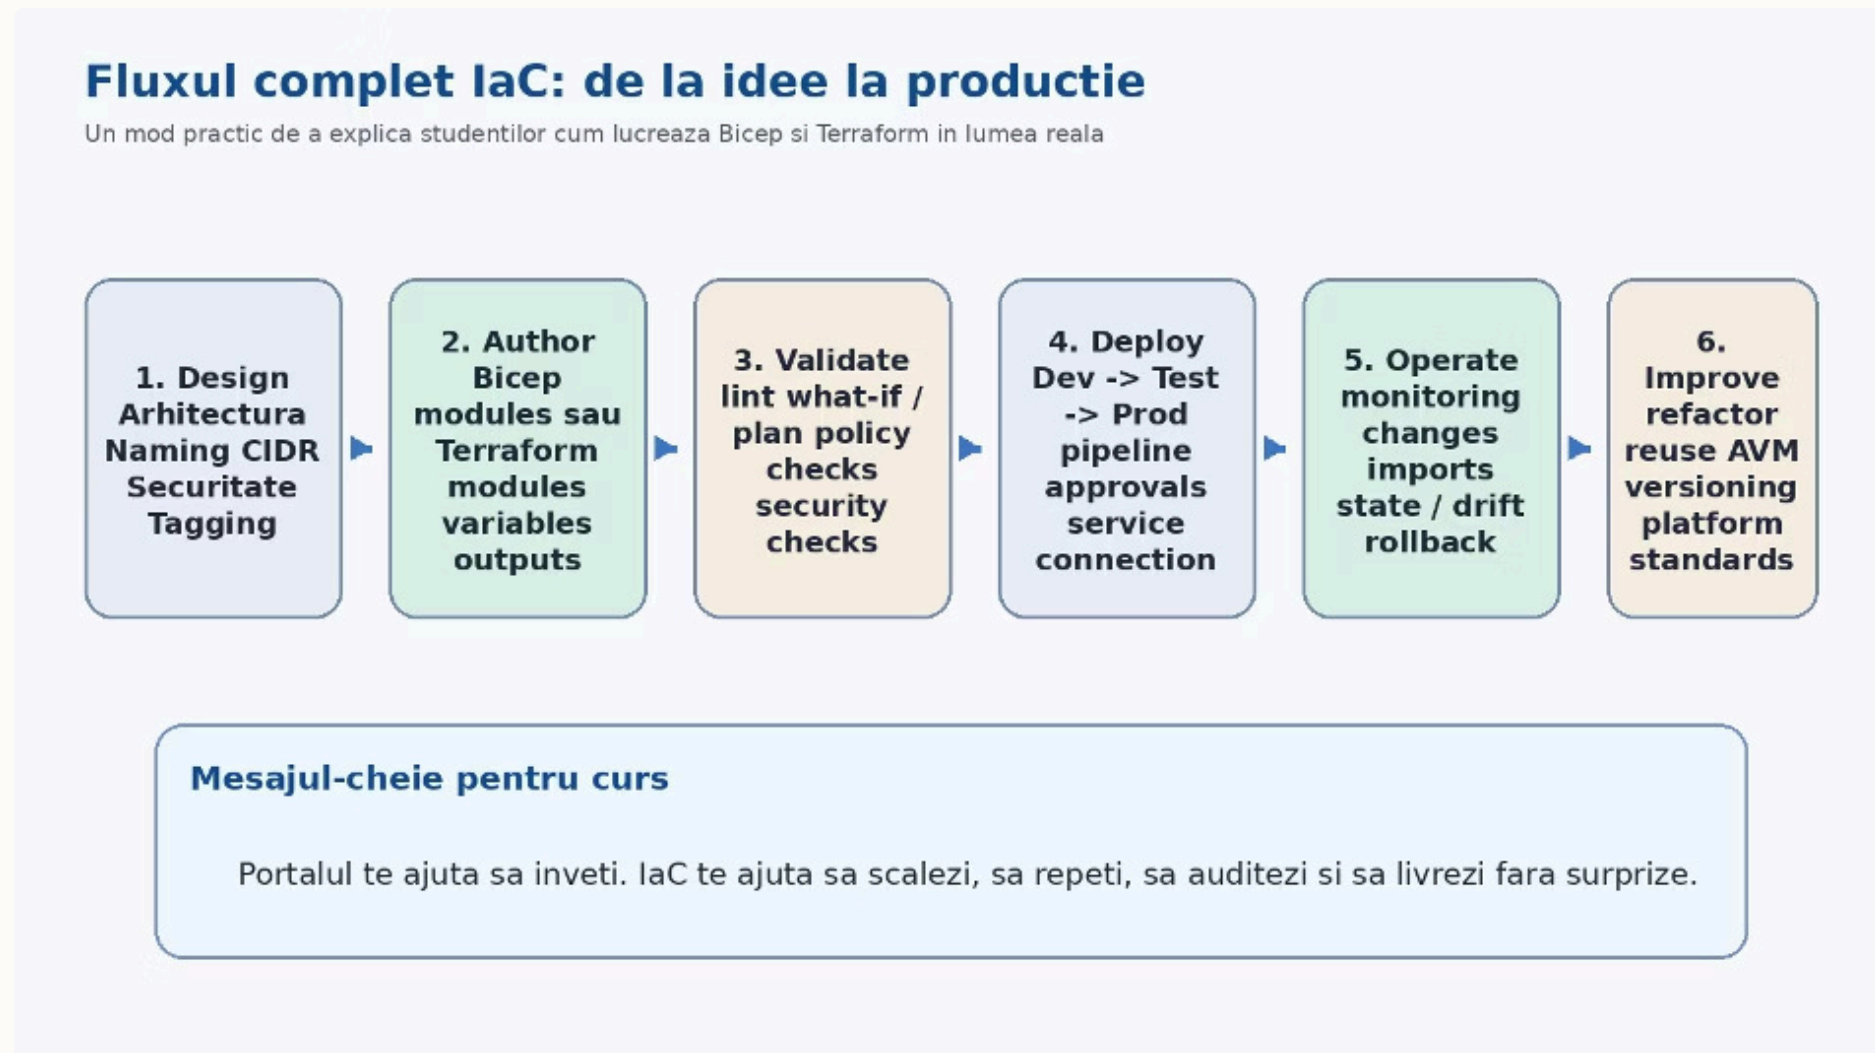 Fluxul complet IaC: de la idee la productie
Un mod practic de a explica studentilor cum lucreaza Bicep si Terraform in lumea reala
1. Design
Arhitectura
Naming CIDR
Securitate
Tagging
2. Author
Bicep
modules sau
Terraform
modules
variables
outputs
3. Validate
lint what-if /
plan policy
checks
security
checks
4. Deploy
Dev -> Test
-> Prod
pipeline
approvals
service
connection
5. Operate
monitoring
changes
imports
state / drift
rollback
6.
Improve
refactor
reuse AVM
versioning
platform
standards
Mesajul-cheie pentru curs
Portalul te ajuta sa inveti. IaC te ajuta sa scalezi, sa repeti, sa auditezi si sa livrezi fara surprize.